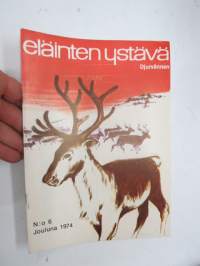 eläinten ystävä
Djurvännen
N:o 6
Jouluna 1974